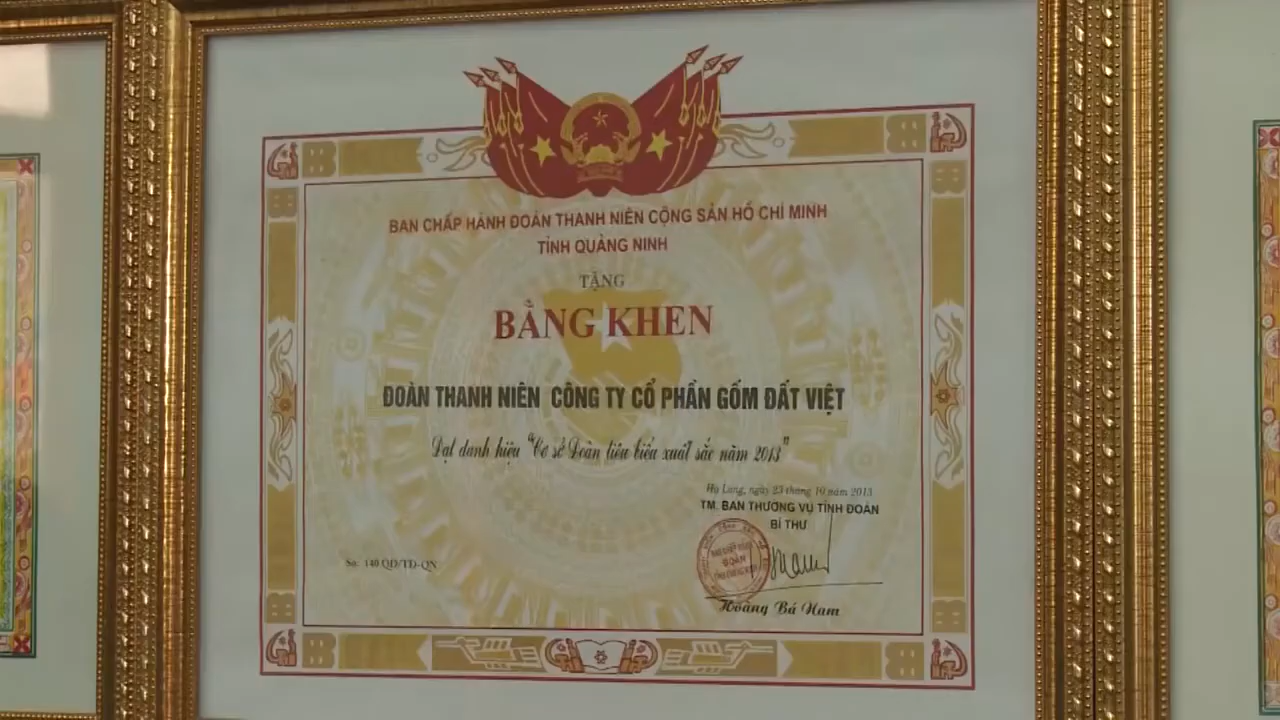 BAN CHẤP HÀNH ĐOÀN THANH NIÊN CỘNG SẢN HỒ CHÍ MINH
TỈNH QUẢNG NINH
TẶNG
BẰNG KHEN
ĐOÀN THANH NIÊN CÔNG TY CỔ PHẦN GỐM ĐẤT VIỆT
Đạt danh hiệu "Cơ sở Đoàn tiêu biểu xuất sắc năm 2013"
Hạ Long, ngày 23 tháng 10 năm 2013
TM. BAN THƯỜNG VỤ TỈNH ĐOÀN
BÍ THƯ
Số: 140 QĐ/TĐ-QN
Hoàng Bá Nam